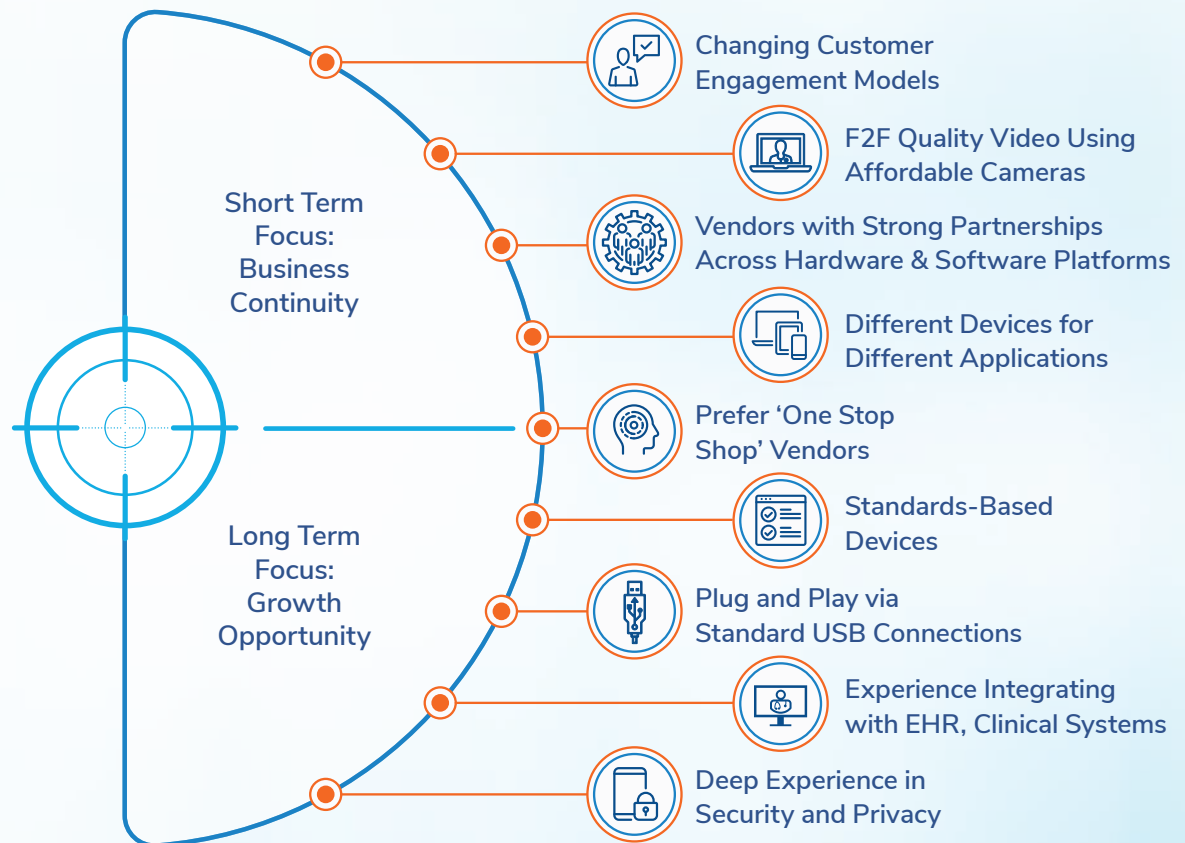 Short Term
Focus:
Business
Continuity
Long Term
Focus:
Growth
Opportunity
Changing Customer
Engagement Models
F2F Quality Video Using
Affordable Cameras
Vendors with Strong Partnerships
Across Hardware & Software Platforms
Different Devices for
Different Applications
Prefer ‘One Stop
Shop’ Vendors
Standards-Based
Devices
Plug and Play via
Standard USB Connections
Experience Integrating
with EHR, Clinical Systems
Deep Experience in
Security and Privacy